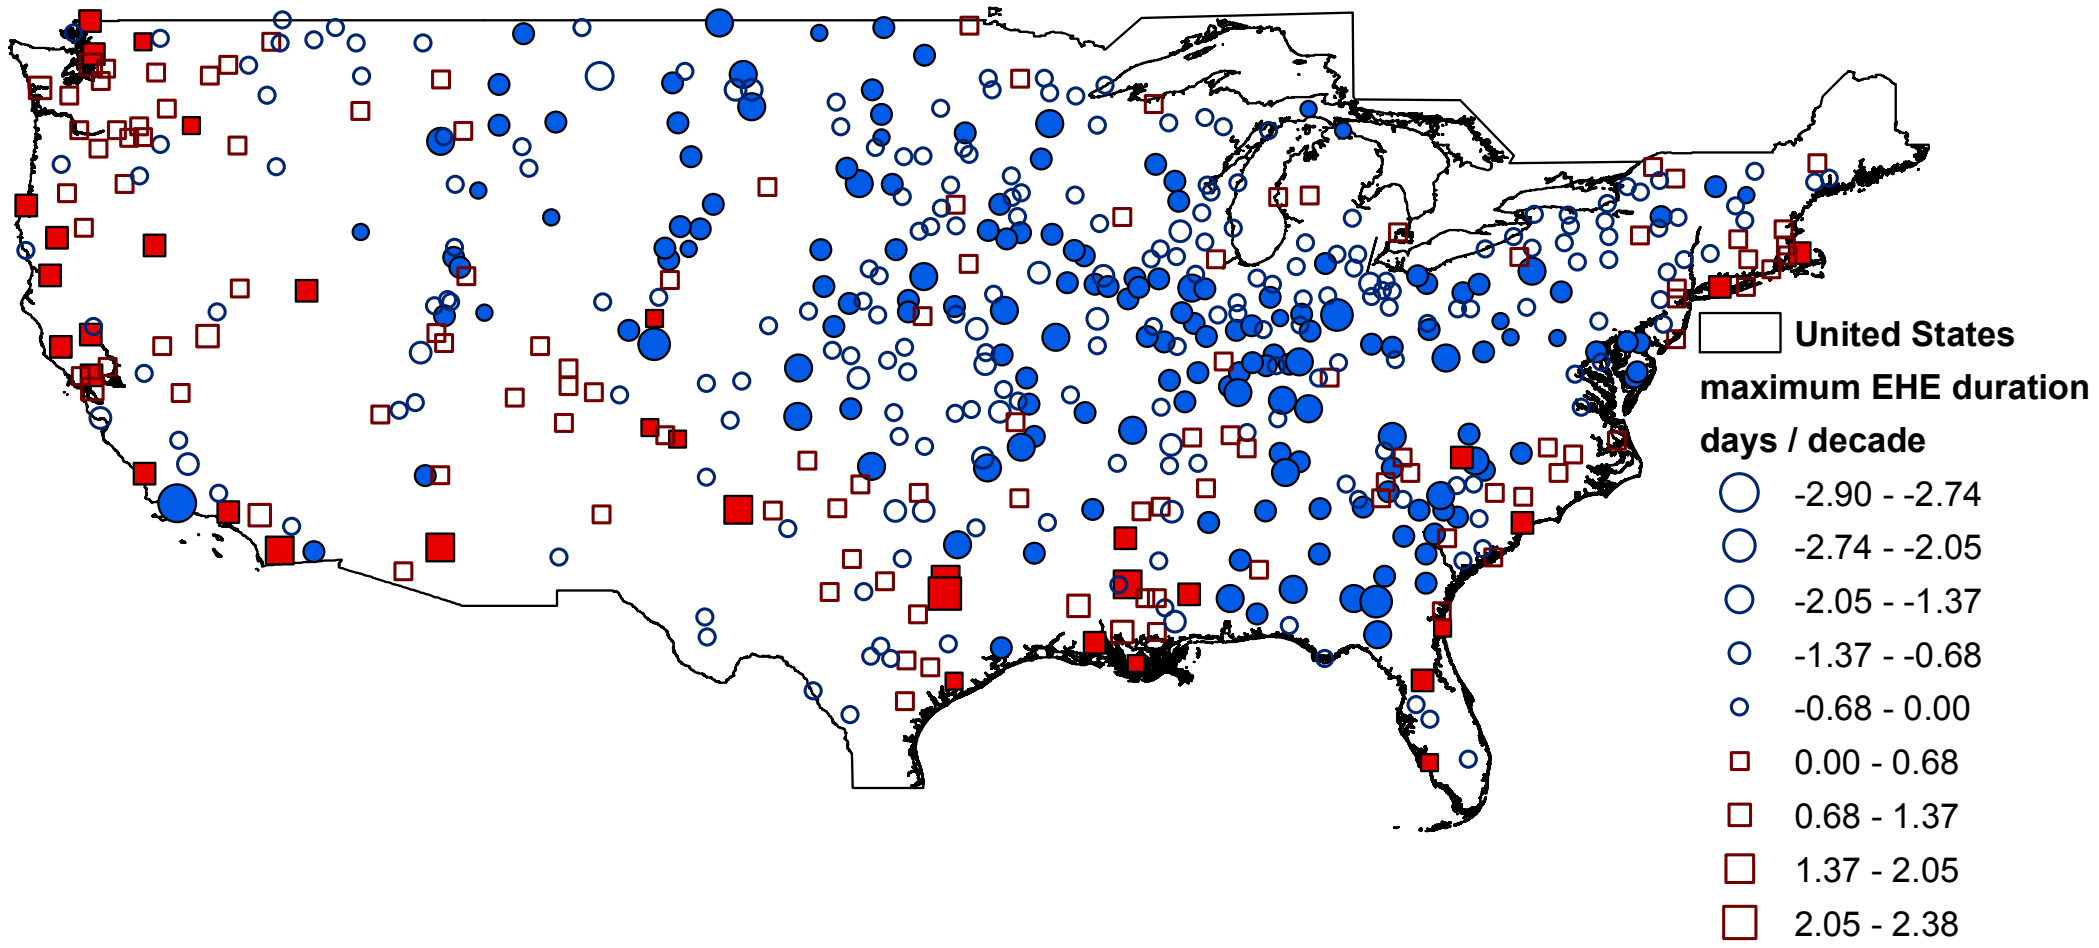 United States
maximum EHE duration
days / decade
-2.90 - -2.74
-2.74 - -2.05
-2.05 - -1.37
-1.37 - -0.68
-0.68 - 0.00
0.00 - 0.68
0.68 - 1.37
1.37 - 2.05
2.05 - 2.38